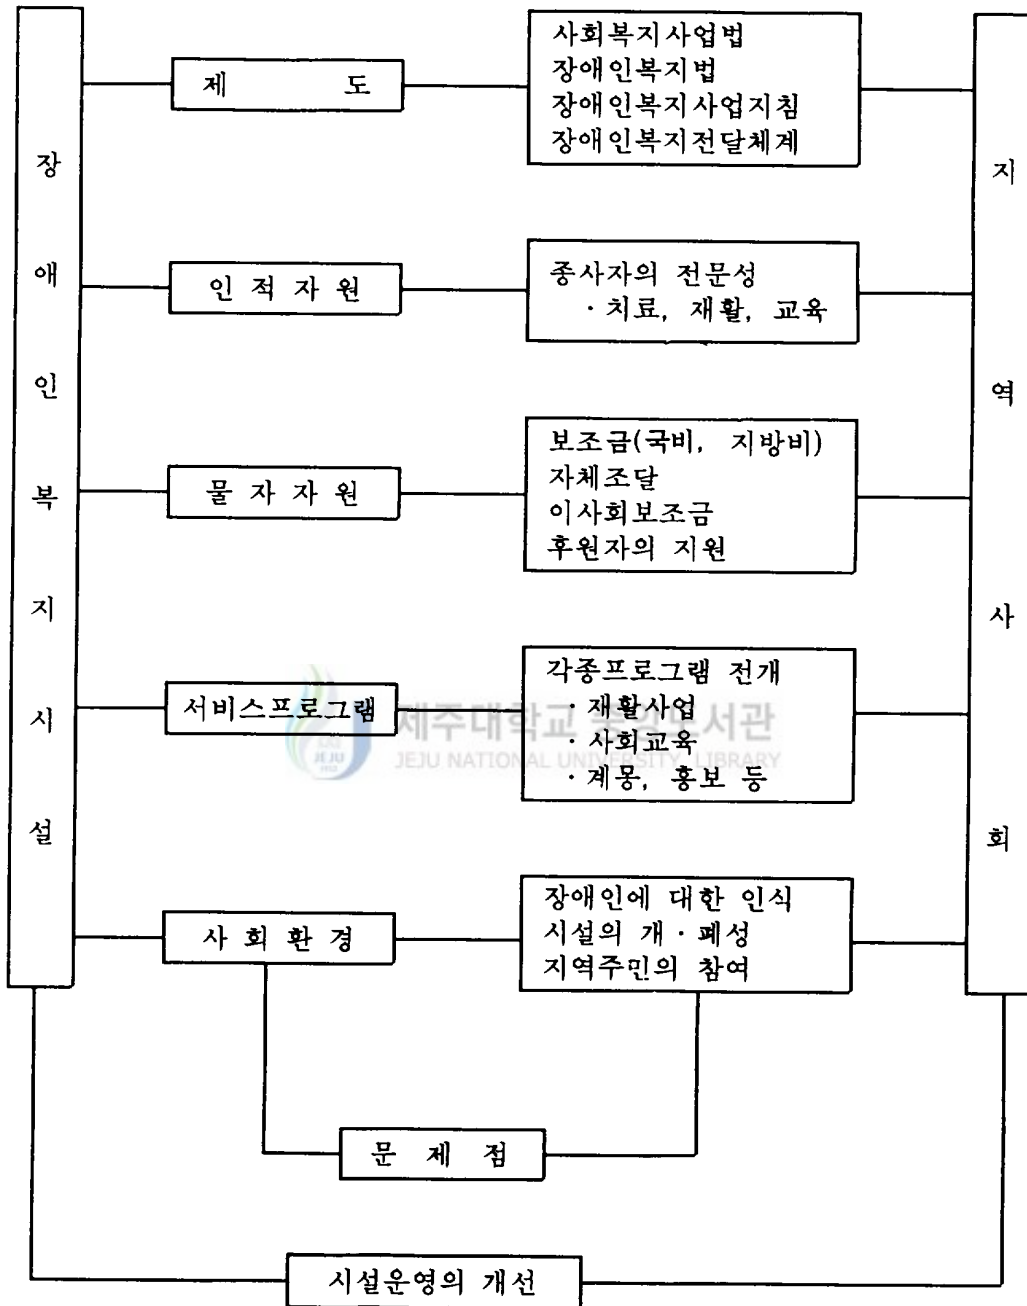 장애인복지시설
제 도
사회복지사업법
장애인복지법
장애인복지사업지침
장애인복지전달체계
인적자원
종사자의 전문성
· 치료, 재활, 교육
물자자원
보조금(국비, 지방비)
자체조달
이사회보조금
후원자의 지원
서비스프로그램
각종프로그램 전개
· 재활사업
· 사회교육
· 계몽, 홍보 등
사회환경
장애인에 대한 인식
시설의 개 · 폐성
지역주민의 참여
지역사회
문제점
시설운영의 개선
제주대학교 중앙도서관
JEJU NATIONAL UNIVERSITY LIBRARY
JEJU
1952